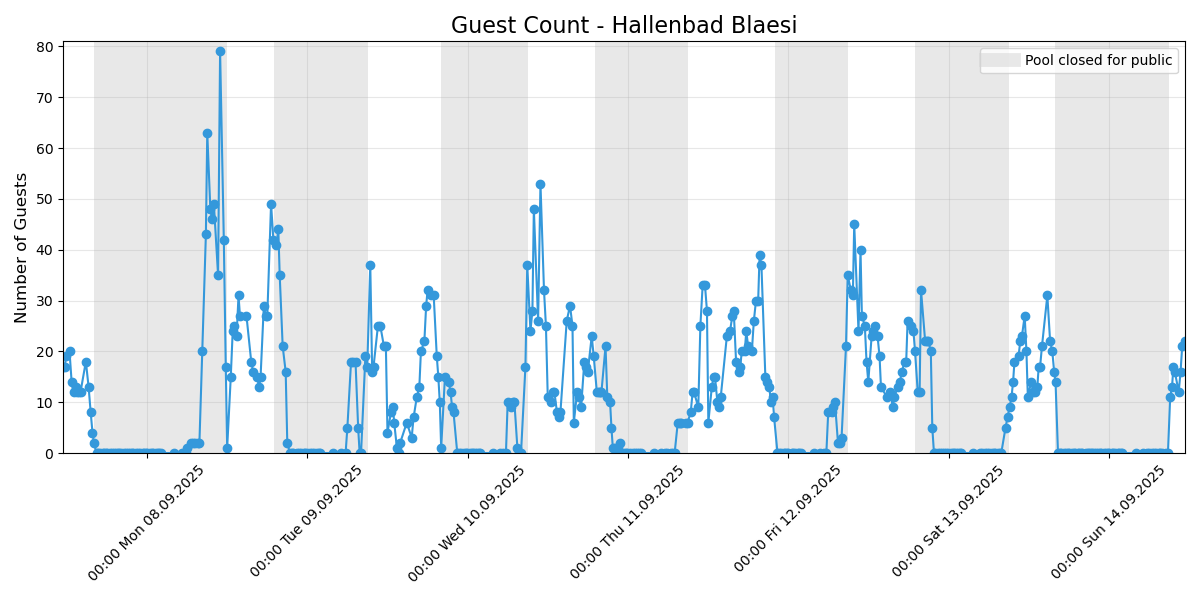 Guest Count - Hallenbad Blaesi
Pool closed for public
Number of Guests
80
70
60
50
40
30
20
10
0
00:00 Mon 08.09.2025
00:00 Tue 09.09.2025
00:00 Wed 10.09.2025
00:00 Thu 11.09.2025
00:00 Fri 12.09.2025
00:00 Sat 13.09.2025
00:00 Sun 14.09.2025